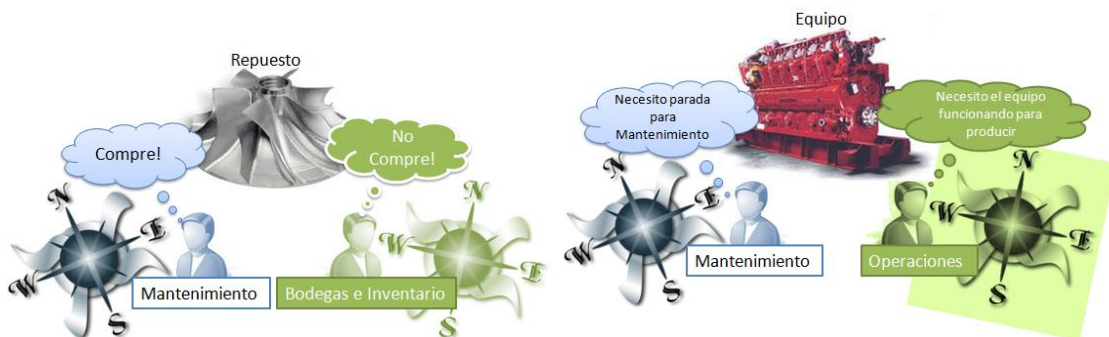 Repuesto
Compre!
No
Compre!
N
E
W
S
Mantenimiento
N
W
E
S
Bodegas e Inventario
Equipo
Necesito parada
para
Mantenimiento
Necesito el equipo
funcionando para
producir
N
E
W
S
Mantenimiento
N
W
E
S
Operaciones